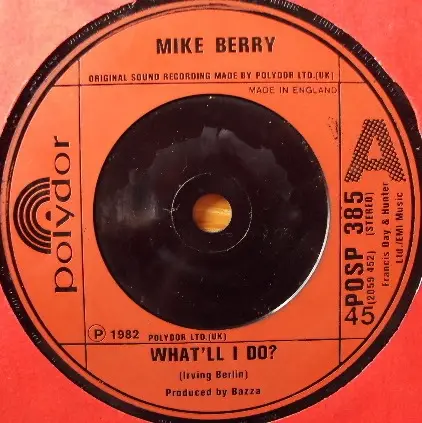 MIKE BERRY
ORIGINAL SOUND RECORDING MADE BY POLYDOR LTD.(UK)
MADE IN ENGLAND
polydor
A
POSP 385
(2059 452) (STEREO)
45
Francis Day & Hunter
Ltd./EMI Music
Ⓟ 1982 POLYDOR LTD.(UK)
WHAT'LL I DO?
(Irving Berlin)
Produced by Bazza